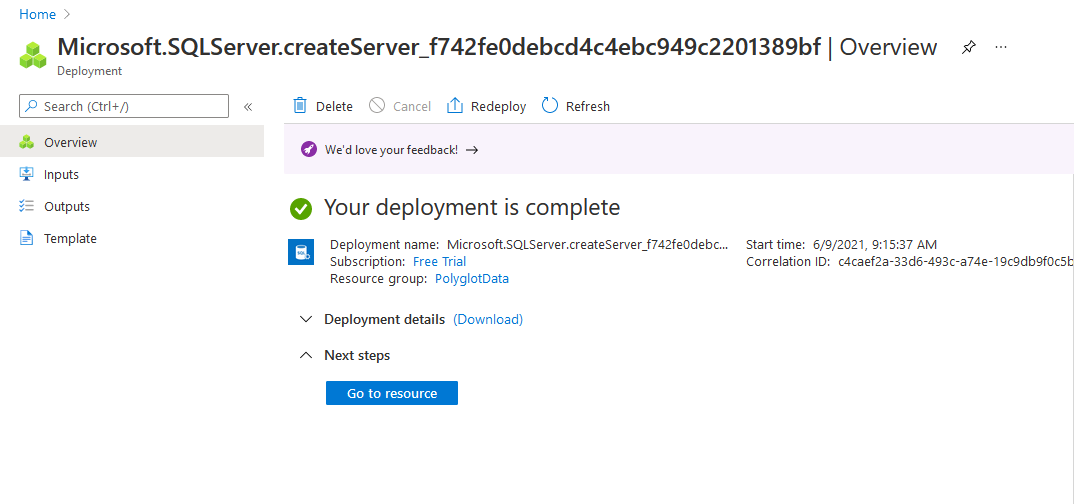 Home
Microsoft.SQLServer.createServer_f742fe0debcd4c4ebc949c2201389bf | Overview ...
Deployment
Search (Ctrl+/) «
Delete Cancel Redeploy Refresh
Overview
We'd love your feedback! →
Inputs
Outputs
Template
Your deployment is complete
Deployment name: Microsoft.SQLServer.createServer_f742fe0debc... Start time: 6/9/2021, 9:15:37 AM
Subscription: Free Trial Correlation ID: c4caef2a-33d6-493c-a74e-19c9db9f0c5b
Resource group: PolyglotData
Deployment details (Download)
Next steps
Go to resource
SQL